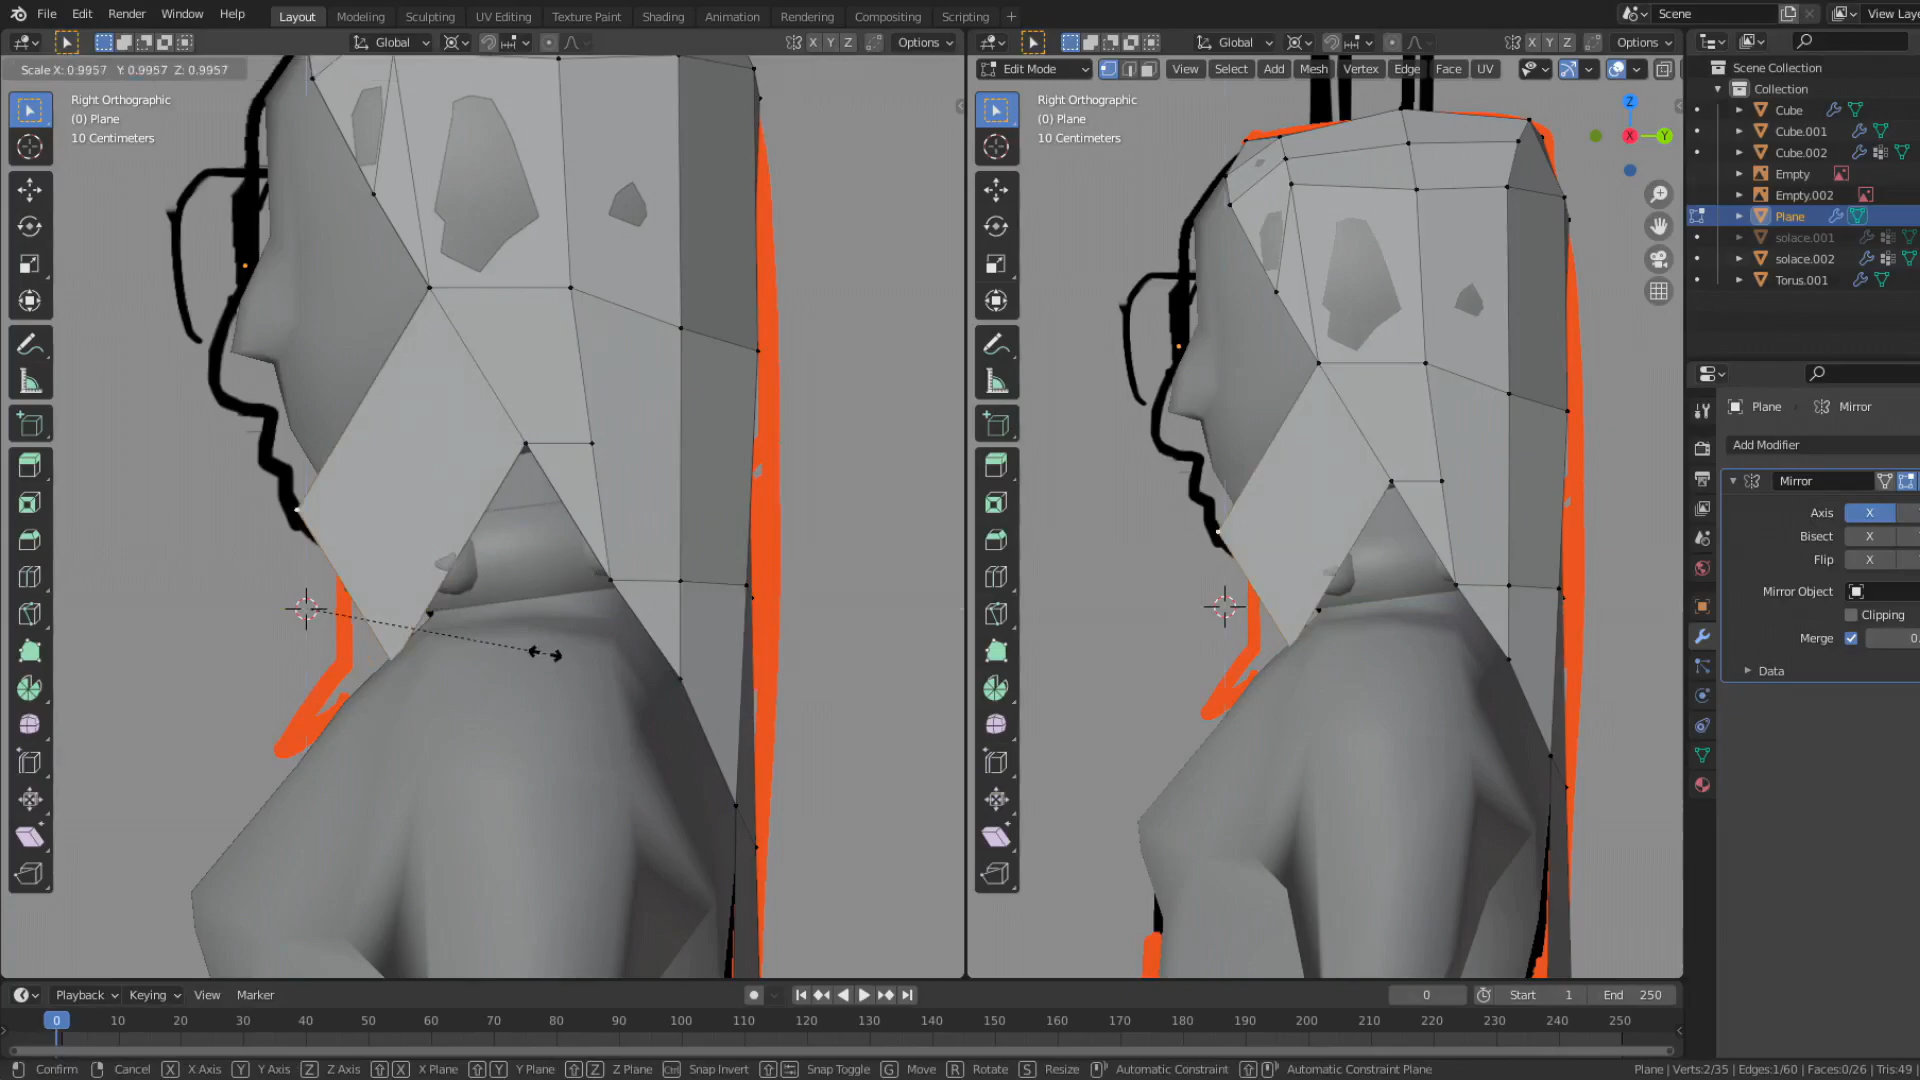 File Edit Render Window Help Layout Modeling Sculpting UV Editing Texture Paint Shading Animation Rendering Compositing Scripting + Scene View Laye
Global X Y Z Options Global X Y Z Options
Scale X: 0.9957 Y: 0.9957 Z: 0.9957 Edit Mode View Select Add Mesh Vertex Edge Face UV Scene Collection
Collection
Right Orthographic
(0) Plane
10 Centimeters
Right Orthographic
(0) Plane
10 Centimeters
Z
Y
X
Cube
Cube.001
Cube.002
Empty
Empty.002
Plane
solace.001
solace.002
Torus.001
Plane Mirror
Add Modifier
Mirror
Axis X
Bisect X
Flip X
Mirror Object
Clipping
Merge 0.
Data
Playback Keying View Marker 0 Start 1 End 250
0 10 20 30 40 50 60 70 80 90 100 110 120 130 140 150 160 170 180 190 200 210 220 230 240 250
Confirm Cancel X X Axis Y Y Axis Z Z Axis X X Plane Y Y Plane Z Z Plane Ctrl Snap Invert Snap Toggle G Move R Rotate S Resize Automatic Constraint Automatic Constraint Plane Plane | Verts:2/35 | Edges:1/60 | Faces:0/26 | Tris:49